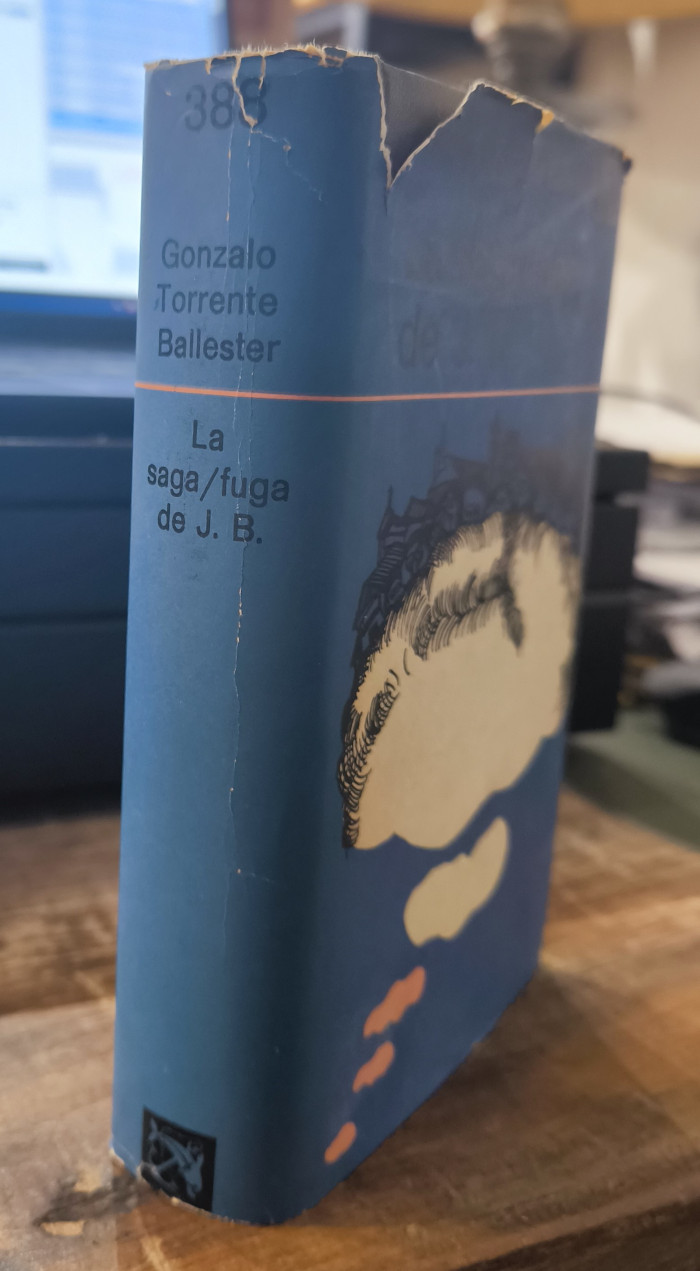 388
Gonzalo
Torrente
Ballester
La
saga/fuga
de J. B.
de